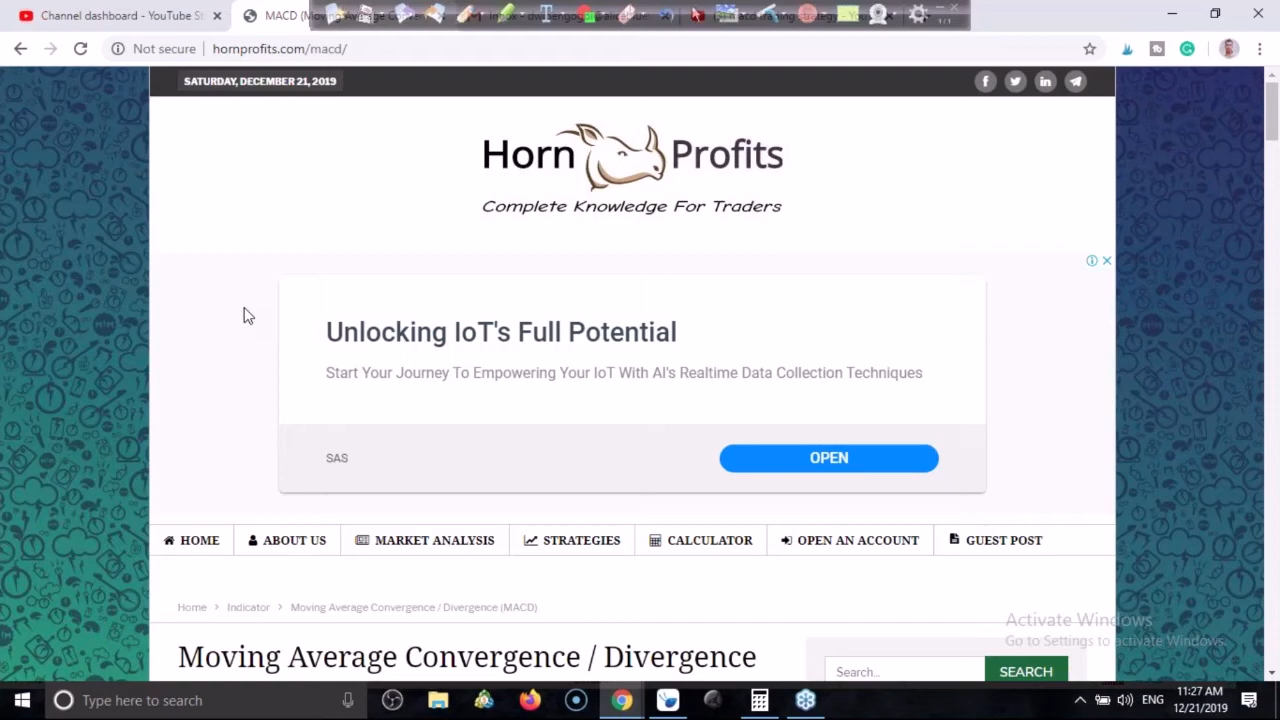 Channel dashboard - YouTube St
MACD (Moving Average Conver
Not secure
hornprofits.com/macd/
SATURDAY, DECEMBER 21, 2019
Horn Profits
Complete Knowledge For Traders
Unlocking IoT's Full Potential
Start Your Journey To Empowering Your IoT With AI's Realtime Data Collection Techniques
SAS
OPEN
HOME
ABOUT US
MARKET ANALYSIS
STRATEGIES
CALCULATOR
OPEN AN ACCOUNT
GUEST POST
Home > Indicator > Moving Average Convergence / Divergence (MACD)
Activate Windows
Go to Settings to activate Windows.
Moving Average Convergence / Divergence
Search...
SEARCH
Type here to search
ENG
11:27 AM
12/21/2019